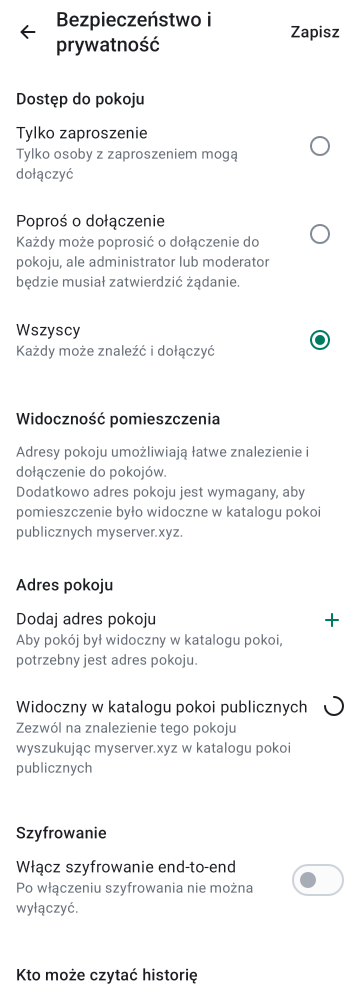 Bezpieczeństwo i
prywatność
Zapisz
Dostęp do pokoju
Tylko zaproszenie
Tylko osoby z zaproszeniem mogą
dołączyć
Poproś o dołączenie
Każdy może poprosić o dołączenie do
pokoju, ale administrator lub moderator
będzie musiał zatwierdzić żądanie.
Wszyscy
Każdy może znaleźć i dołączyć
Widoczność pomieszczenia
Adresy pokoju umożliwiają łatwe znalezienie i
dołączenie do pokojów.
Dodatkowo adres pokoju jest wymagany, aby
pomieszczenie było widoczne w katalogu pokoi
publicznych myserver.xyz.
Adres pokoju
Dodaj adres pokoju
Aby pokój był widoczny w katalogu pokoi,
potrzebny jest adres pokoju.
Widoczny w katalogu pokoi publicznych
Zezwól na znalezienie tego pokoju
wyszukując myserver.xyz w katalogu pokoi
publicznych
Szyfrowanie
Włącz szyfrowanie end-to-end
Po włączeniu szyfrowania nie można
wyłączyć.
Kto może czytać historię